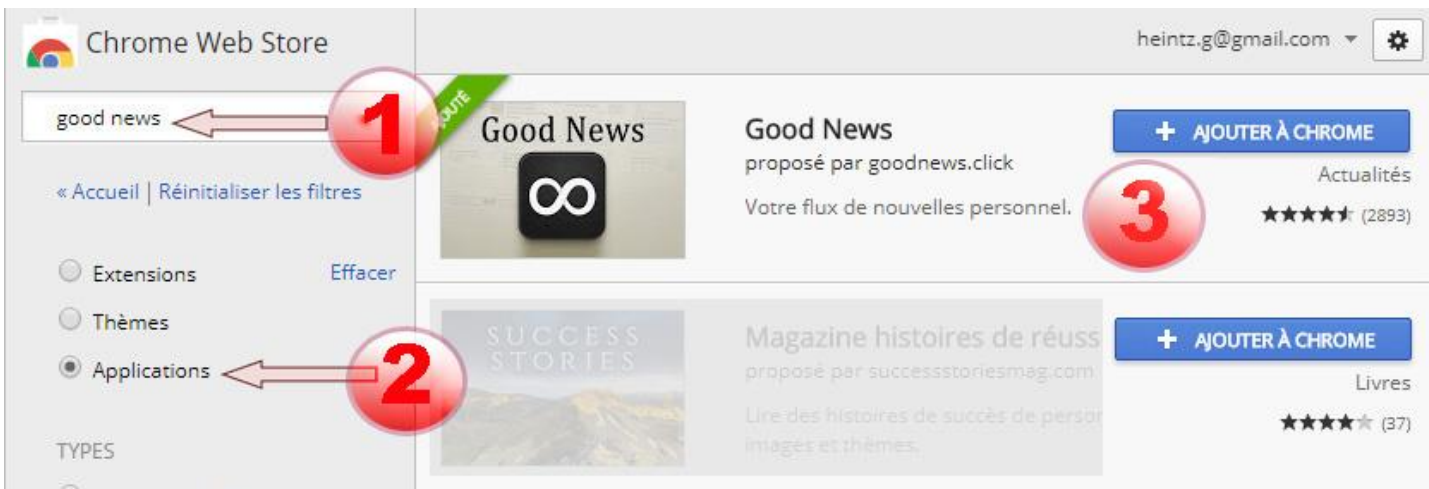 Chrome Web Store
heintz.g@gmail.com
good news
1
« Accueil | Réinitialiser les filtres
Extensions
Effacer
Thèmes
Applications
2
TYPES
AJOUTÉ
Good News
Good News
proposé par goodnews.click
Votre flux de nouvelles personnel.
3
+ AJOUTER À CHROME
Actualités
(2893)
SUCCESS
STORIES
Magazine histoires de réuss
proposé par successstoriesmag.com
Lire des histoires de succès de person
images et thèmes.
+ AJOUTER À CHROME
Livres
(37)